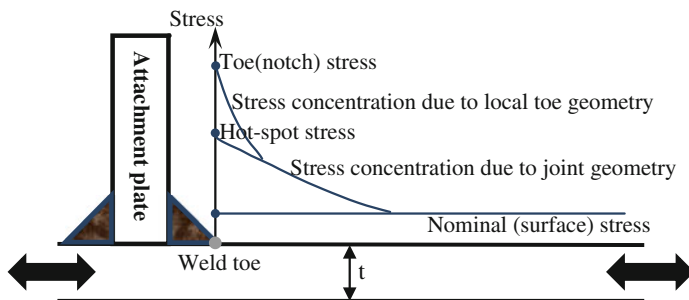 Stress
Toe(notch) stress
Attachment plate
Stress concentration due to local toe geometry
Hot-spot stress
Stress concentration due to joint geometry
Nominal (surface) stress
Weld toe
t